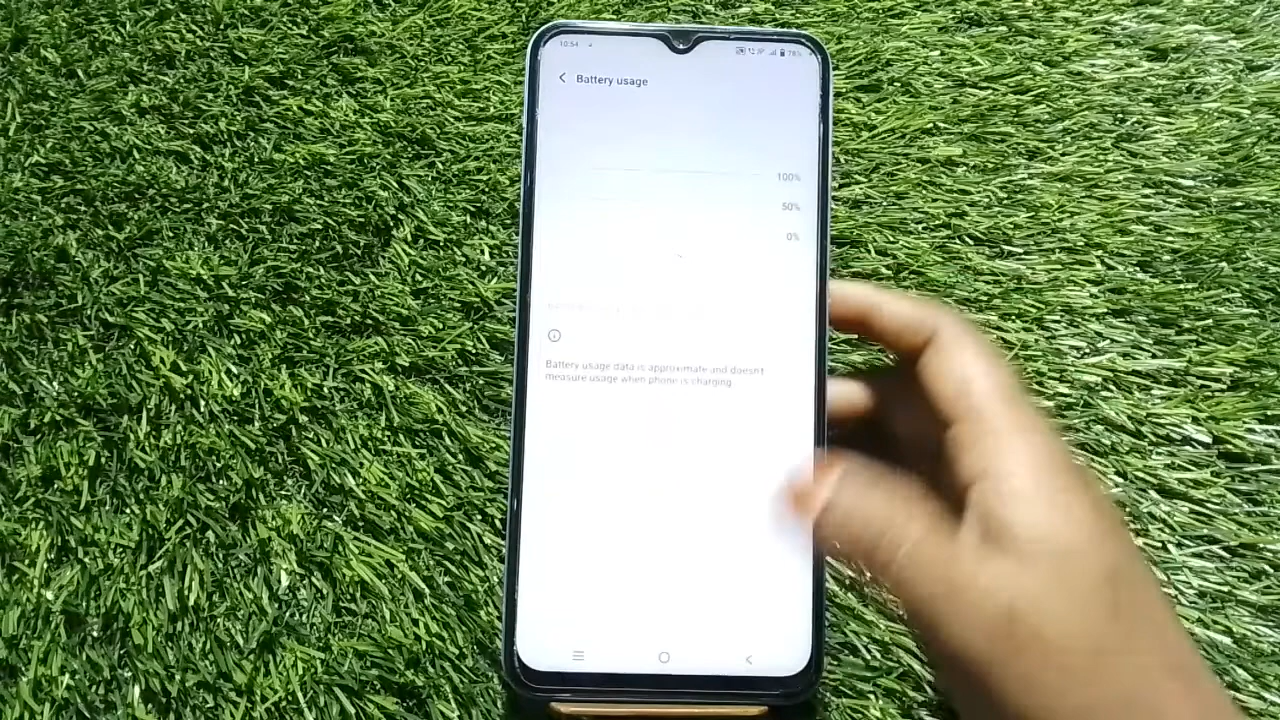 10:54
78%
Battery usage
100%
50%
0%
Battery usage data is approximate and doesn't
measure usage when phone is charging.